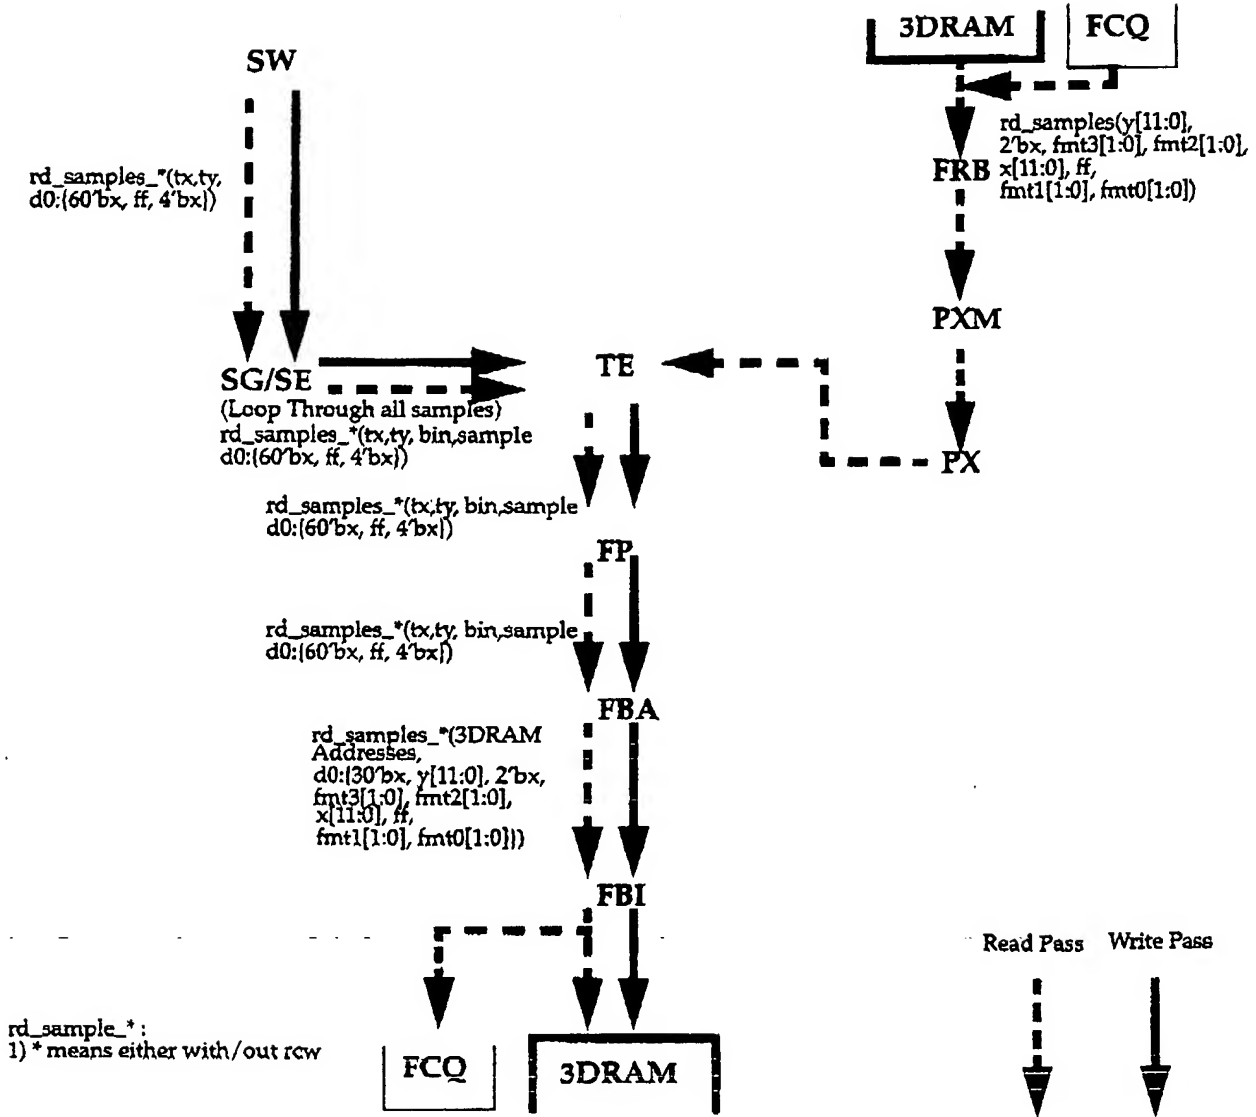 3DRAM
FCQ
SW
rd_samples(y[11:0],
2'bx, fmt3[1:0], fmt2[1:0],
FRB x[11:0], ff,
fmt1[1:0], fmt0[1:0])
rd_samples_*(tx,ty,
d0:{60'bx, ff, 4'bx})
PXM
SG/SE
TE
(Loop Through all samples)
rd_samples_*(tx,ty, bin,sample
d0:{60'bx, ff, 4'bx})
PX
rd_samples_*(tx,ty, bin,sample
d0:{60'bx, ff, 4'bx})
FP
rd_samples_*(tx,ty, bin,sample
d0:{60'bx, ff, 4'bx})
FBA
rd_samples_*(3DRAM
Addresses,
d0:{30'bx, y[11:0], 2'bx,
fmt3[1:0], fmt2[1:0],
x[11:0], ff,
fmt1[1:0], fmt0[1:0]})
FBI
Read Pass
Write Pass
rd_sample_* :
1) * means either with/out rcw
FCQ
3DRAM